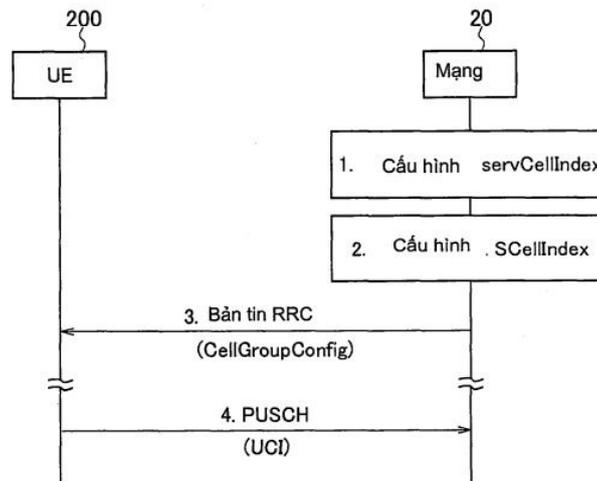 200
20
UE
Mạng
1. Cấu hình servCellIndex
2. Cấu hình . SCellIndex
3. Bản tin RRC
(CellGroupConfig)
4. PUSCH
(UCI)